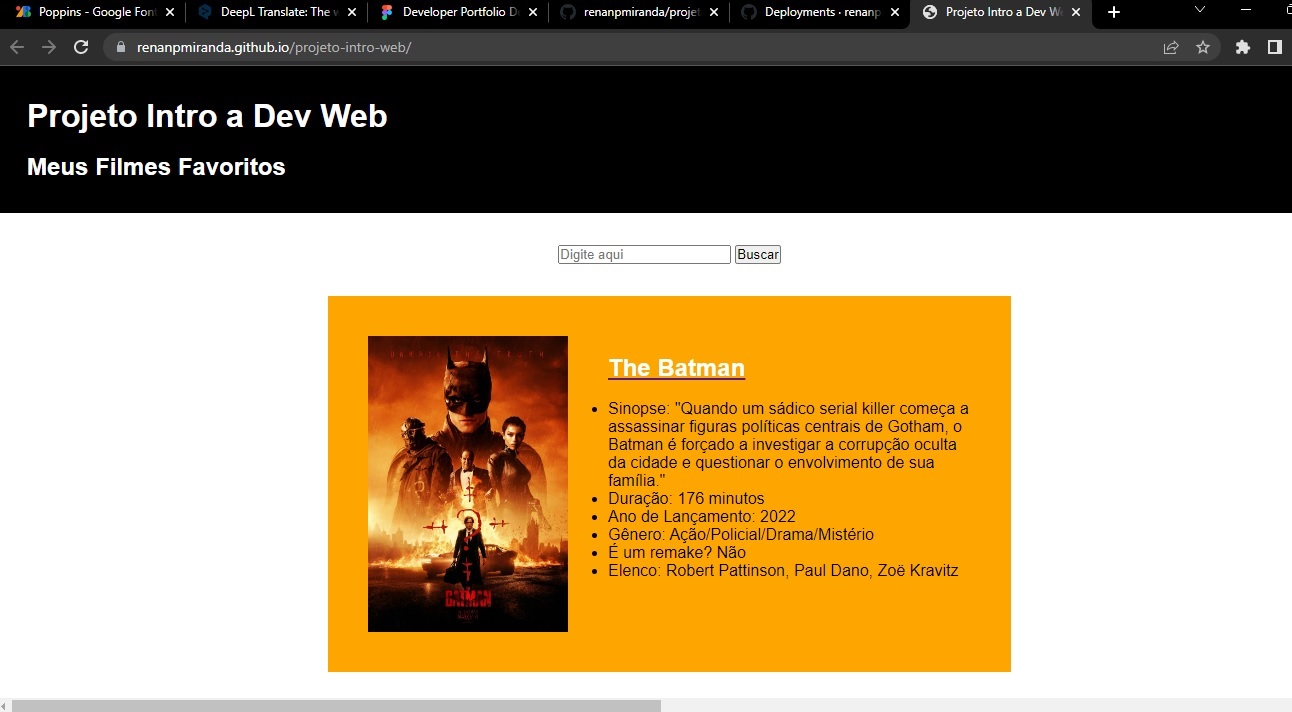 Poppins - Google Fon
DeepL Translate: The
Developer Portfolio D
renanpmiranda/projet
Deployments · renanp
Projeto Intro a Dev W
renanpmiranda.github.io/projeto-intro-web/
Projeto Intro a Dev Web
Meus Filmes Favoritos
Digite aqui
Buscar
The Batman
Sinopse: "Quando um sádico serial killer começa a
assassinar figuras políticas centrais de Gotham, o
Batman é forçado a investigar a corrupção oculta
da cidade e questionar o envolvimento de sua
família."
Duração: 176 minutos
Ano de Lançamento: 2022
Gênero: Ação/Policial/Drama/Mistério
É um remake? Não
Elenco: Robert Pattinson, Paul Dano, Zoë Kravitz
BATMAN